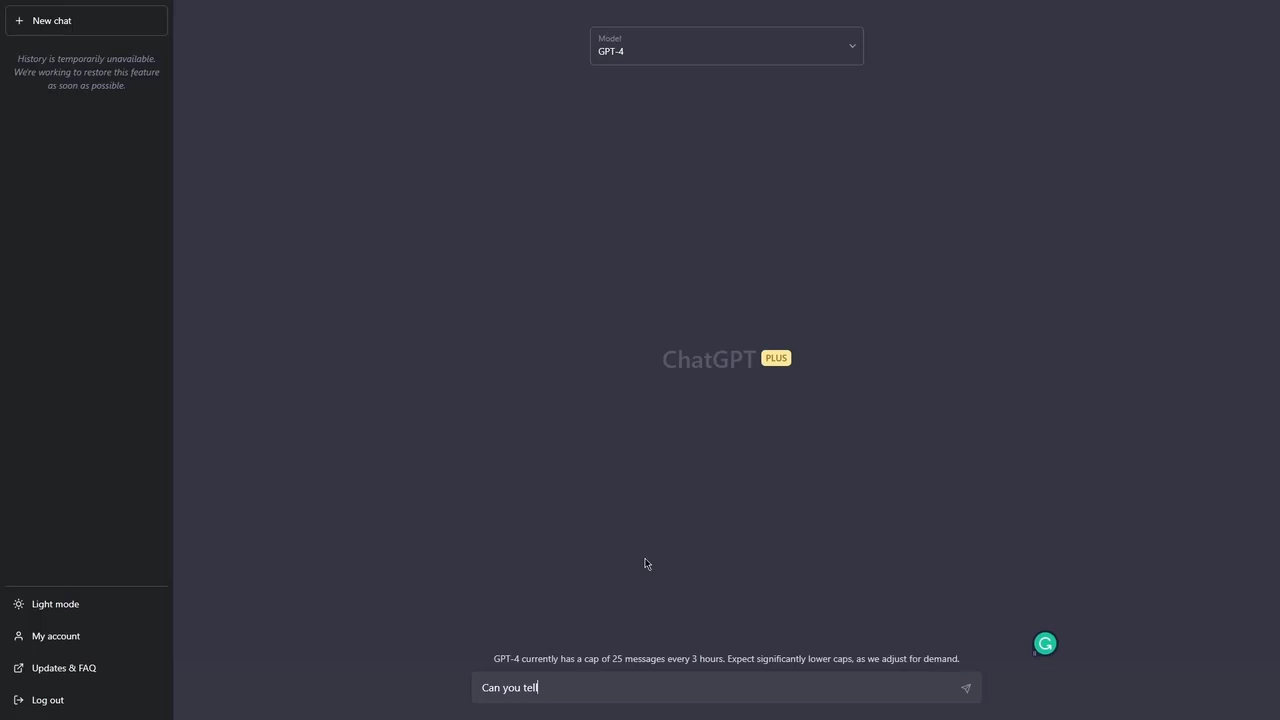 New chat
History is temporarily unavailable.
We're working to restore this feature
as soon as possible.
Light mode
My account
Updates & FAQ
Log out
Model
GPT-4
ChatGPT PLUS
GPT-4 currently has a cap of 25 messages every 3 hours. Expect significantly lower caps, as we adjust for demand.
Can you tell